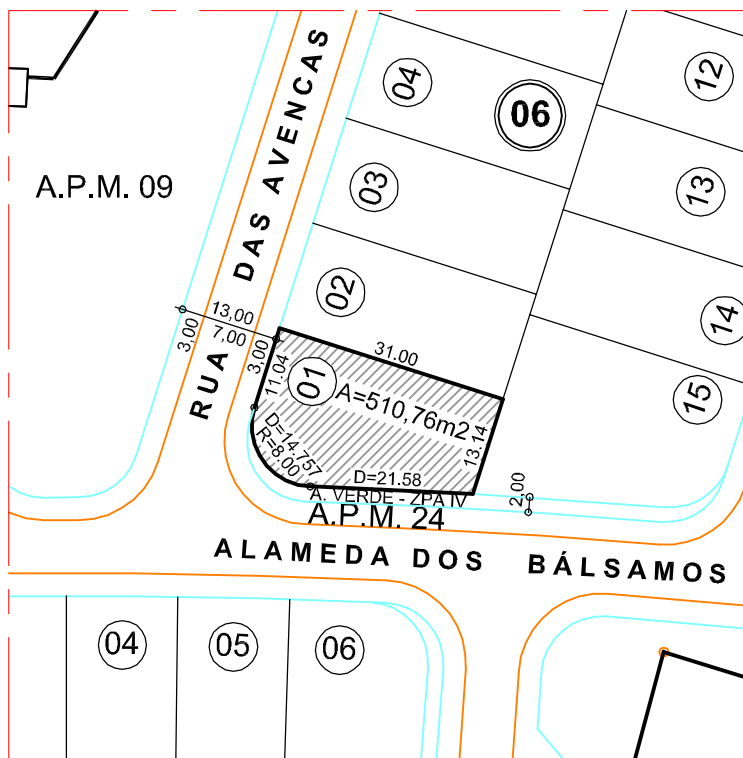 04
06
12
03
13
A.P.M. 09
RUA DAS AVENCAS
02
14
13,00
7,00
3,00
3,00
31.00
11.04
01
A=510,76m2
15
13.14
D=14.757
R=8.00
D=21.58
A. VERDE - ZPA IV
2,00
A.P.M. 24
ALAMEDA DOS BÁLSAMOS
04
05
06